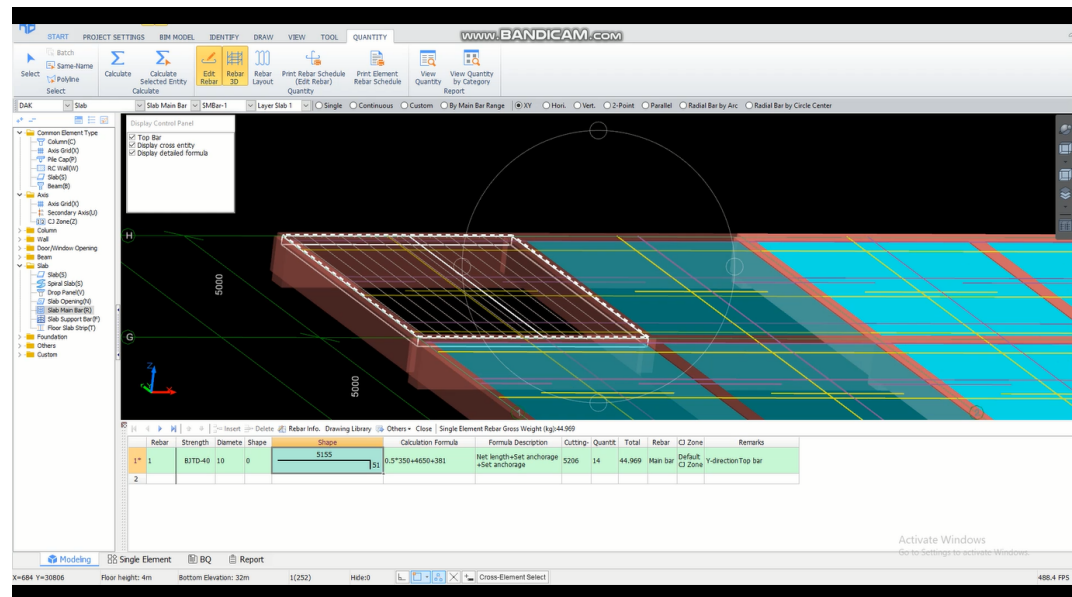 www.BANDICAM.com
START PROJECT SETTINGS BIM MODEL IDENTIFY DRAW VIEW TOOL QUANTITY
Select
Batch
Same-Name
Polyline
Select
Calculate
Calculate Selected Entity
Calculate
Edit Rebar
Rebar 3D
Rebar Layout
Print Rebar Schedule (Edit Rebar)
Print Element Rebar Schedule
Quantity
View Quantity
View Quantity by Category
Report
DAK Slab Slab Main Bar SMBar-1 Layer Slab 1 Single Continuous Custom By Main Bar Range XY Hori. Vert. 2-Point Parallel Radial Bar by Arc Radial Bar by Circle Center
Common Element Type
Column(C)
Axis Grid(X)
Pile Cap(P)
RC Wall(W)
Slab(S)
Beam(B)
Axis
Axis Grid(X)
Secondary Axis(U)
CJ Zone(Z)
Column
Wall
Door/Window Opening
Beam
Slab
Slab(S)
Spiral Slab(S)
Drop Panel(V)
Slab Opening(N)
Slab Main Bar(R)
Slab Support Bar(F)
Floor Slab Strip(T)
Foundation
Others
Custom
Display Control Panel
Top Bar
Display cross entity
Display detailed formula
H
5000
G
5000
Z
X
1
Insert Delete Rebar Info. Drawing Library Others Close Single Element Rebar Gross Weight (kg):44.969
Rebar Strength Diamete Shape Shape Calculation Formula Formula Description Cutting- Quantit Total Rebar CJ Zone Remarks
1* 1 BJTD-40 10 0 5155 51 0.5*350+4650+381 Net length+Set anchorage +Set anchorage 5206 14 44.969 Main bar Default CJ Zone Y-directionTop bar
2
Activate Windows
Go to Settings to activate Windows.
Modeling Single Element BQ Report
X=684 Y=30806 Floor height: 4m Bottom Elevation: 32m 1(252) Hide:0 Cross-Element Select 488.4 FPS